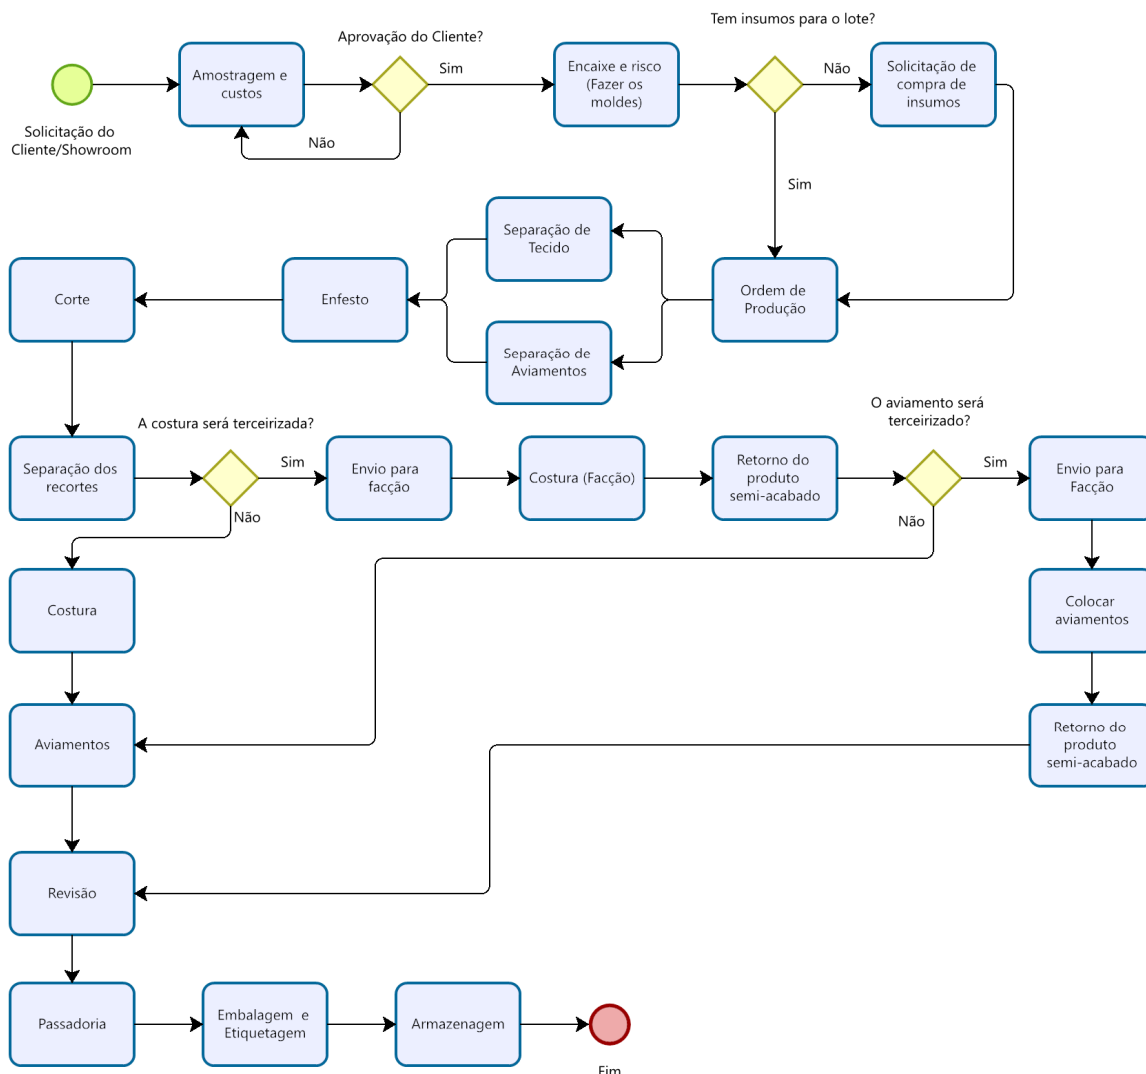 Tem insumos para o lote?
Aprovação do Cliente?
Amostragem e
custos
Sim
Encaixe e risco
(Fazer os
moldes)
Não
Solicitação de
compra de
insumos
Solicitação do
Cliente/Showroom
Não
Sim
Separação de
Tecido
Corte
Enfesto
Ordem de
Produção
Separação de
Aviamentos
A costura será terceirizada?
O aviamento será
terceirizado?
Separação dos
recortes
Sim
Envio para
facção
Costura (Facção)
Retorno do
produto
semi-acabado
Sim
Envio para
Facção
Não
Não
Costura
Colocar
aviamentos
Aviamentos
Retorno do
produto
semi-acabado
Revisão
Passadoria
Embalagem e
Etiquetagem
Armazenagem
Fim